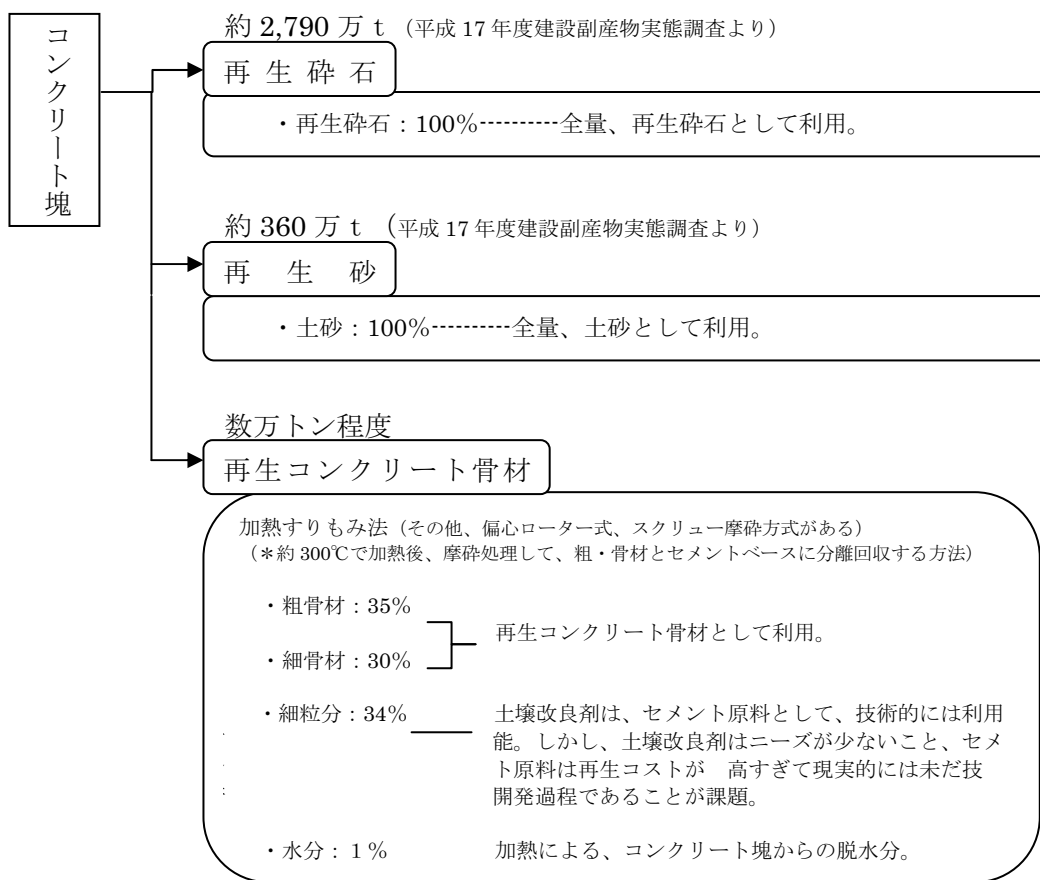 コンクリート塊
約 2,790 万 t (平成 17 年度建設副産物実態調査より)
再 生 砕 石
・再生砕石:100%----------全量、再生砕石として利用。
約 360 万 t (平成 17 年度建設副産物実態調査より)
再 生 砂
・土砂:100%----------全量、土砂として利用。
数万トン程度
再生コンクリート骨材
加熱すりもみ法(その他、偏心ローター式、スクリュー摩砕方式がある)
(*約 300℃で加熱後、摩砕処理して、粗・骨材とセメントベースに分離回収する方法)
・粗骨材:35%
再生コンクリート骨材として利用。
・細骨材:30%
・細粒分:34%
土壌改良剤は、セメント原料として、技術的には利用
能。しかし、土壌改良剤はニーズが少ないこと、セメ
ト原料は再生コストが 高すぎて現実的には未だ技
開発過程であることが課題。
・水分:1% 加熱による、コンクリート塊からの脱水分。